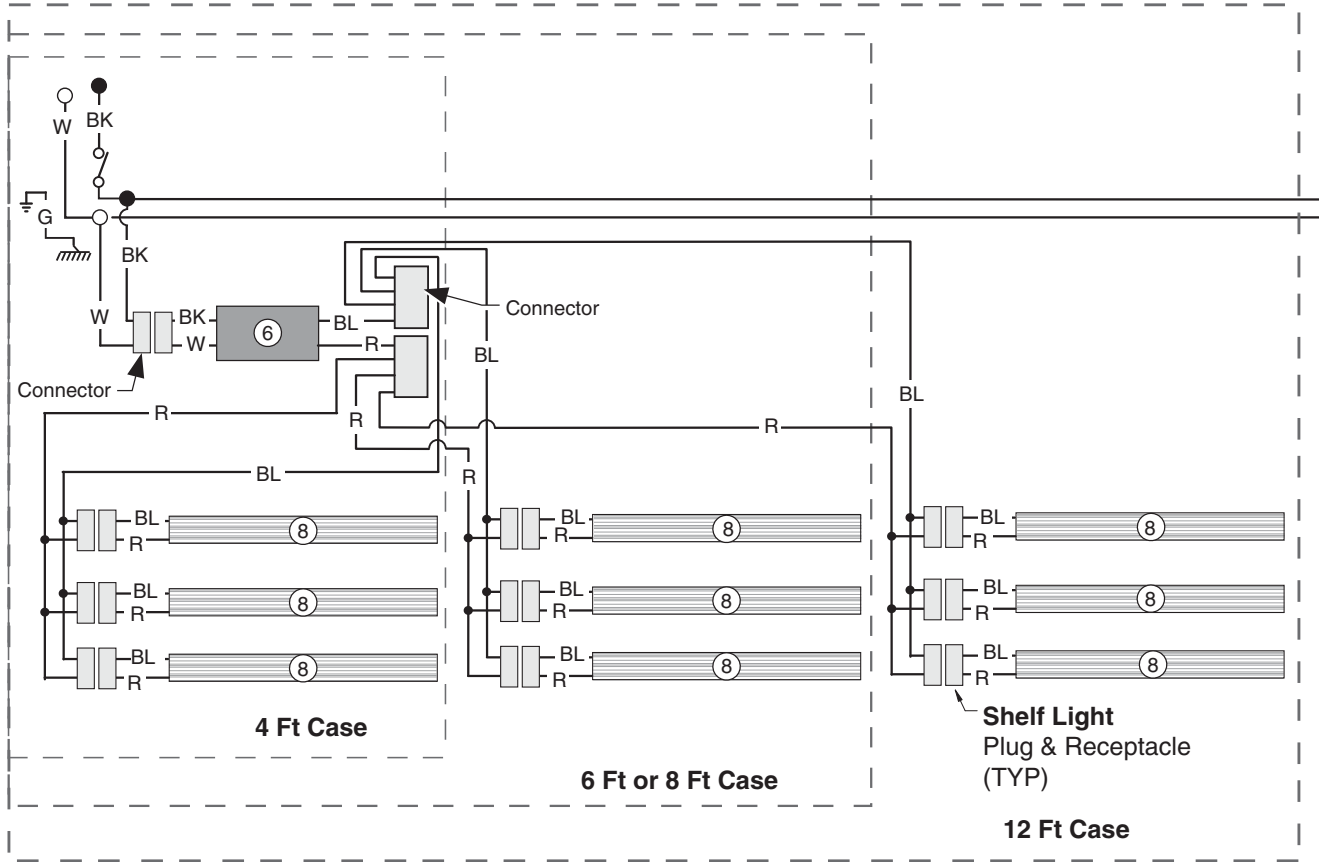 W
BK
G
BK
W
BK
W
6
BL
R
Connector
Connector
BL
BL
R
R
R
BL
R
BL
R
8
BL
R
8
BL
R
8
BL
R
8
BL
R
8
BL
R
8
BL
R
8
BL
R
8
BL
R
8
4 Ft Case
6 Ft or 8 Ft Case
Shelf Light
Plug & Receptacle
(TYP)
12 Ft Case